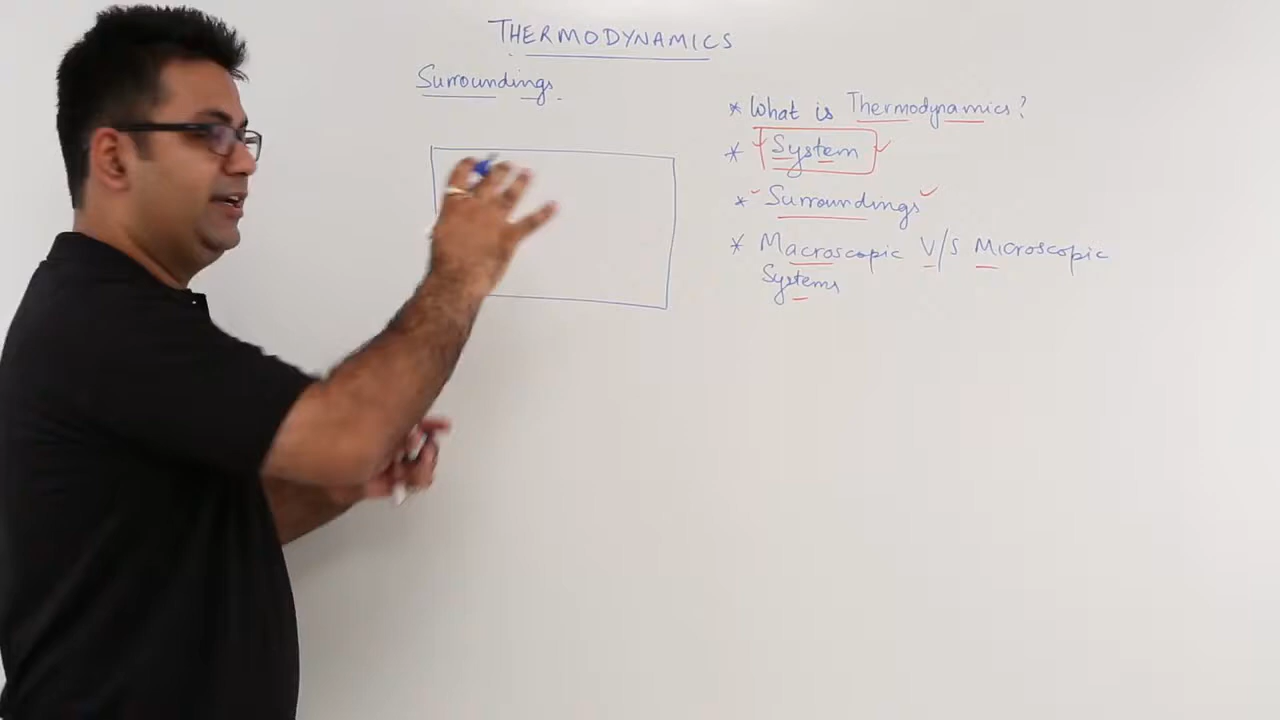 THERMODYNAMICS
Surroundings
* What is Thermodynamics?
* System
* Surroundings
* Macroscopic V/S Microscopic
Systems